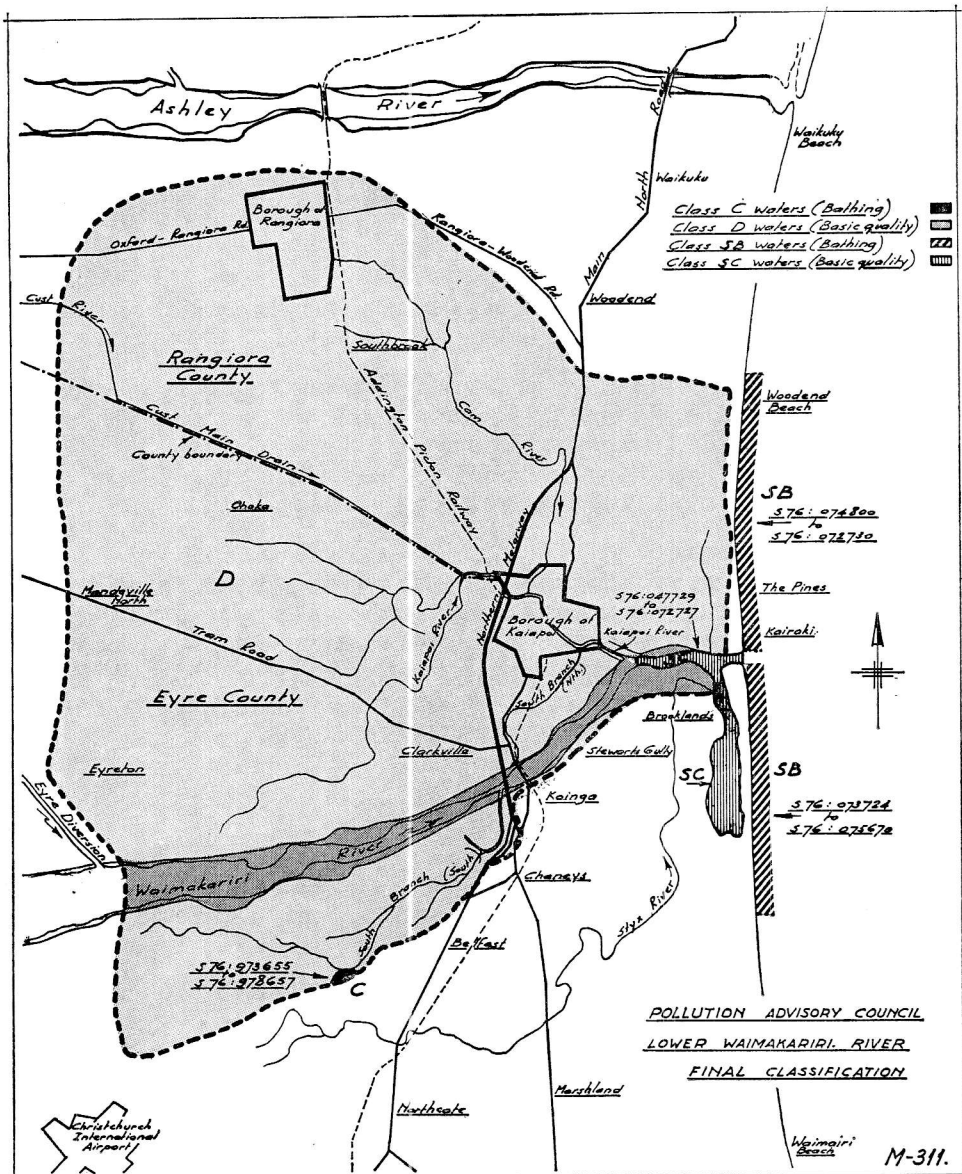 Ashley River
Waikuku
Beach
North
Road
Waikuku
Main
Borough of
Rangiora
Oxford - Rangiora Rd.
Rangiora - Woodend
Rd.
Class C waters (Bathing)
Class D waters (Basic quality)
Class SB waters (Bathing)
Class SC waters (Basic quality)
Woodend
Cust
River
Southbrook
Rangiora
County
Addington Picton Railway
Cam
River
Woodend
Beach
Cust
Main
Drain
County boundary
Ohoka
SB
S76:074800
to
S76:072730
D
Mandeville
North
Northern Motorway
S76:047729
to
S76:072727
The Pines
Tram
Road
Kaiapoi River
Borough of
Kaiapoi
Kaiapoi River
Kairaki
South Branch
(Nth.)
Eyre County
Brooklands
Clarkville
Stewarts Gully
Eyreton
SC
SB
Eyre Diversion
Kainga
S76:073724
to
S76:075670
Waimakariri River
South Branch (South)
Chaneys
Styx River
Belfast
S76:973655
S76:978657
C
POLLUTION ADVISORY COUNCIL
LOWER WAIMAKARIRI. RIVER
FINAL CLASSIFICATION
Marshland
Northcote
Christchurch
International
Airport
Waimairi
Beach
M-311.